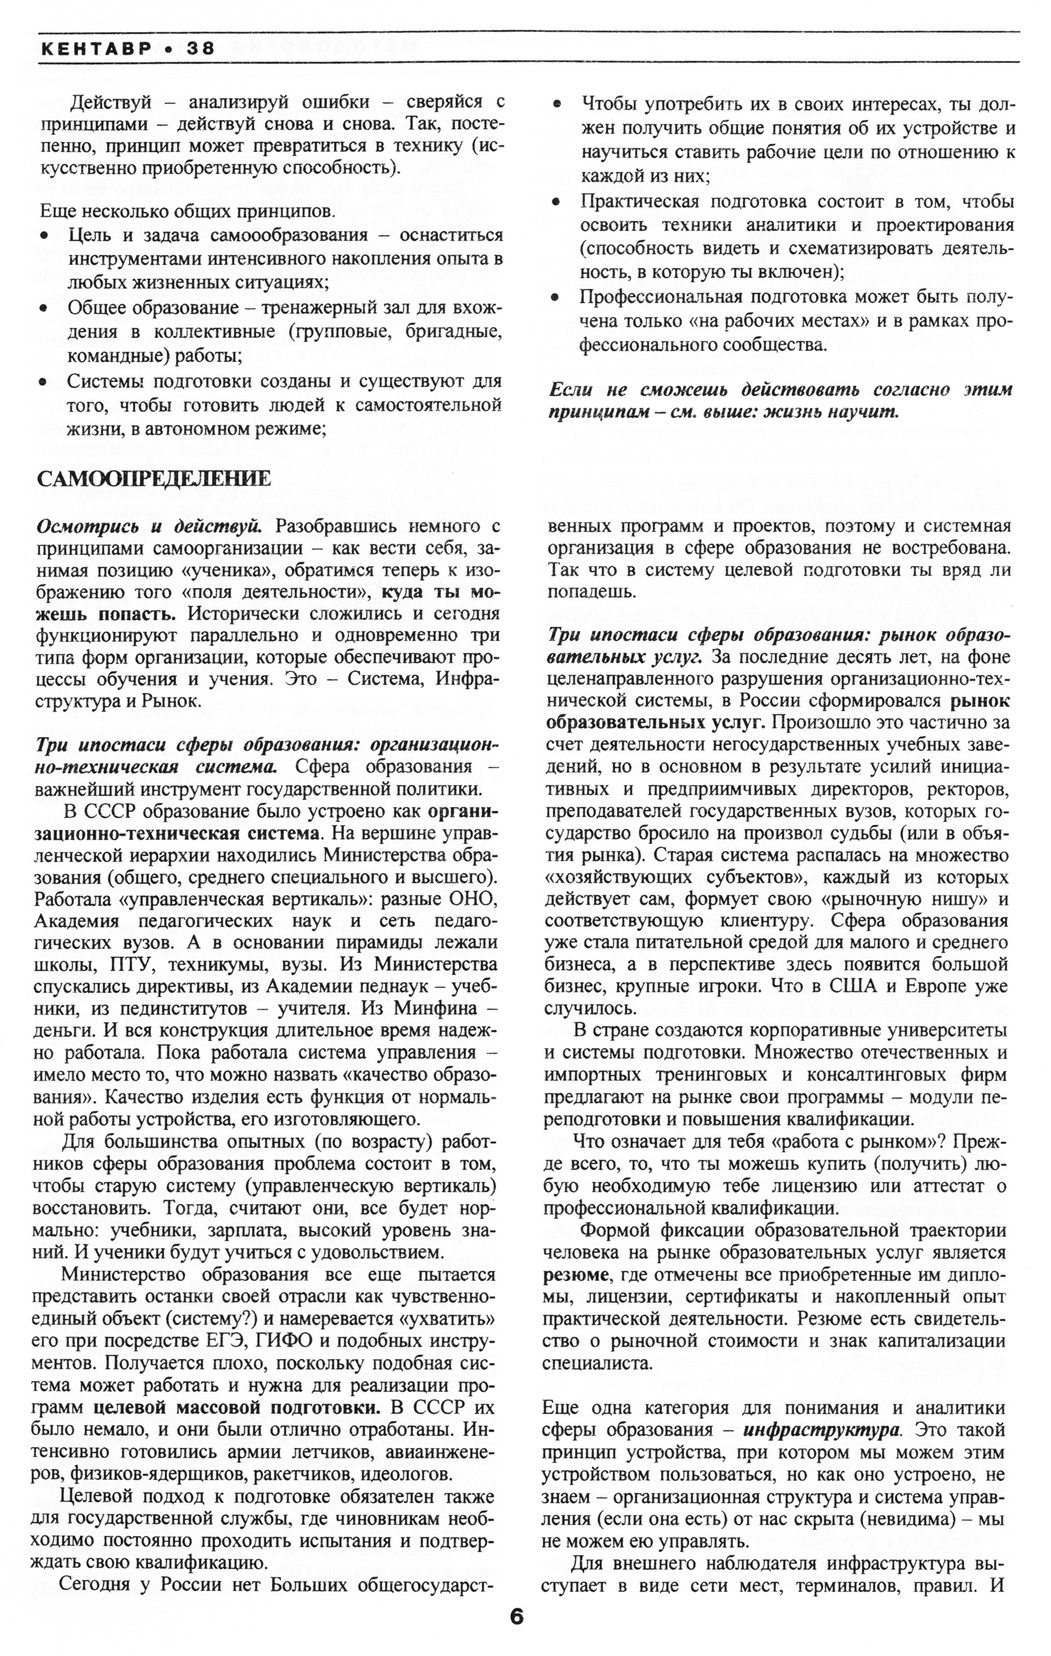 КЕНТАВР • 38
Действуй – анализируй ошибки – сверяйся с
принципами – действуй снова и снова. Так, посте-
пенно, принцип может превратиться в технику (ис-
кусственно приобретенную способность).
Еще несколько общих принципов.
• Цель и задача самоообразования – оснаститься
инструментами интенсивного накопления опыта в
любых жизненных ситуациях;
• Общее образование – тренажерный зал для вхож-
дения в коллективные (групповые, бригадные,
командные) работы;
• Системы подготовки созданы и существуют для
того, чтобы готовить людей к самостоятельной
жизни, в автономном режиме;
• Чтобы употребить их в своих интересах, ты дол-
жен получить общие понятия об их устройстве и
научиться ставить рабочие цели по отношению к
каждой из них;
• Практическая подготовка состоит в том, чтобы
освоить техники аналитики и проектирования
(способность видеть и схематизировать деятель-
ность, в которую ты включен);
• Профессиональная подготовка может быть полу-
чена только «на рабочих местах» и в рамках про-
фессионального сообщества.
Если не сможешь действовать согласно этим
принципам – см. выше: жизнь научит.
САМООПРЕДЕЛЕНИЕ
Осмотрись и действуй. Разобравшись немного с
принципами самоорганизации – как вести себя, за-
нимая позицию «ученика», обратимся теперь к изо-
бражению того «поля деятельности», куда ты мо-
жешь попасть. Исторически сложились и сегодня
функционируют параллельно и одновременно три
типа форм организации, которые обеспечивают про-
цессы обучения и учения. Это – Система, Инфра-
структура и Рынок.
Три ипостаси сферы образования: организацион-
но-техническая система. Сфера образования –
важнейший инструмент государственной политики.
В СССР образование было устроено как органи-
зационно-техническая система. На вершине управ-
ленческой иерархии находились Министерства обра-
зования (общего, среднего специального и высшего).
Работала «управленческая вертикаль»: разные ОНО,
Академия педагогических наук и сеть педаго-
гических вузов. А в основании пирамиды лежали
школы, ПТУ, техникумы, вузы. Из Министерства
спускались директивы, из Академии педнаук – учеб-
ники, из пединститутов – учителя. Из Минфина –
деньги. И вся конструкция длительное время надеж-
но работала. Пока работала система управления –
имело место то, что можно назвать «качество образо-
вания». Качество изделия есть функция от нормаль-
ной работы устройства, его изготовляющего.
Для большинства опытных (по возрасту) работ-
ников сферы образования проблема состоит в том,
чтобы старую систему (управленческую вертикаль)
восстановить. Тогда, считают они, все будет нор-
мально: учебники, зарплата, высокий уровень зна-
ний. И ученики будут учиться с удовольствием.
Министерство образования все еще пытается
представить останки своей отрасли как чувственно-
единый объект (систему?) и намеревается «ухватить»
его при посредстве ЕГЭ, ГИФО и подобных инстру-
ментов. Получается плохо, поскольку подобная сис-
тема может работать и нужна для реализации про-
грамм целевой массовой подготовки. В СССР их
было немало, и они были отлично отработаны. Ин-
тенсивно готовились армии летчиков, авиаинжене-
ров, физиков-ядерщиков, ракетчиков, идеологов.
Целевой подход к подготовке обязателен также
для государственной службы, где чиновникам необ-
ходимо постоянно проходить испытания и подтвер-
ждать свою квалификацию.
Сегодня у России нет Больших общегосударст-
венных программ и проектов, поэтому и системная
организация в сфере образования не востребована.
Так что в систему целевой подготовки ты вряд ли
попадешь.
Три ипостаси сферы образования: рынок образо-
вательных услуг. За последние десять лет, на фоне
целенаправленного разрушения организационно-тех-
нической системы, в России сформировался рынок
образовательных услуг. Произошло это частично за
счет деятельности негосударственных учебных заве-
дений, но в основном в результате усилий инициа-
тивных и предприимчивых директоров, ректоров,
преподавателей государственных вузов, которых го-
сударство бросило на произвол судьбы (или в объя-
тия рынка). Старая система распалась на множество
«хозяйствующих субъектов», каждый из которых
действует сам, формует свою «рыночную нишу» и
соответствующую клиентуру. Сфера образования
уже стала питательной средой для малого и среднего
бизнеса, а в перспективе здесь появится большой
бизнес, крупные игроки. Что в США и Европе уже
случилось.
В стране создаются корпоративные университеты
и системы подготовки. Множество отечественных и
импортных тренинговых и консалтинговых фирм
предлагают на рынке свои программы – модули пе-
реподготовки и повышения квалификации.
Что означает для тебя «работа с рынком»? Преж-
де всего, то, что ты можешь купить (получить) лю-
бую необходимую тебе лицензию или аттестат о
профессиональной квалификации.
Формой фиксации образовательной траектории
человека на рынке образовательных услуг является
резюме, где отмечены все приобретенные им дипло-
мы, лицензии, сертификаты и накопленный опыт
практической деятельности. Резюме есть свидетель-
ство о рыночной стоимости и знак капитализации
специалиста.
Еще одна категория для понимания и аналитики
сферы образования – инфраструктура. Это такой
принцип устройства, при котором мы можем этим
устройством пользоваться, но как оно устроено, не
знаем – организационная структура и система управ-
ления (если она есть) от нас скрыта (невидима) – мы
не можем ею управлять.
Для внешнего наблюдателя инфраструктура вы-
ступает в виде сети мест, терминалов, правил. И
6